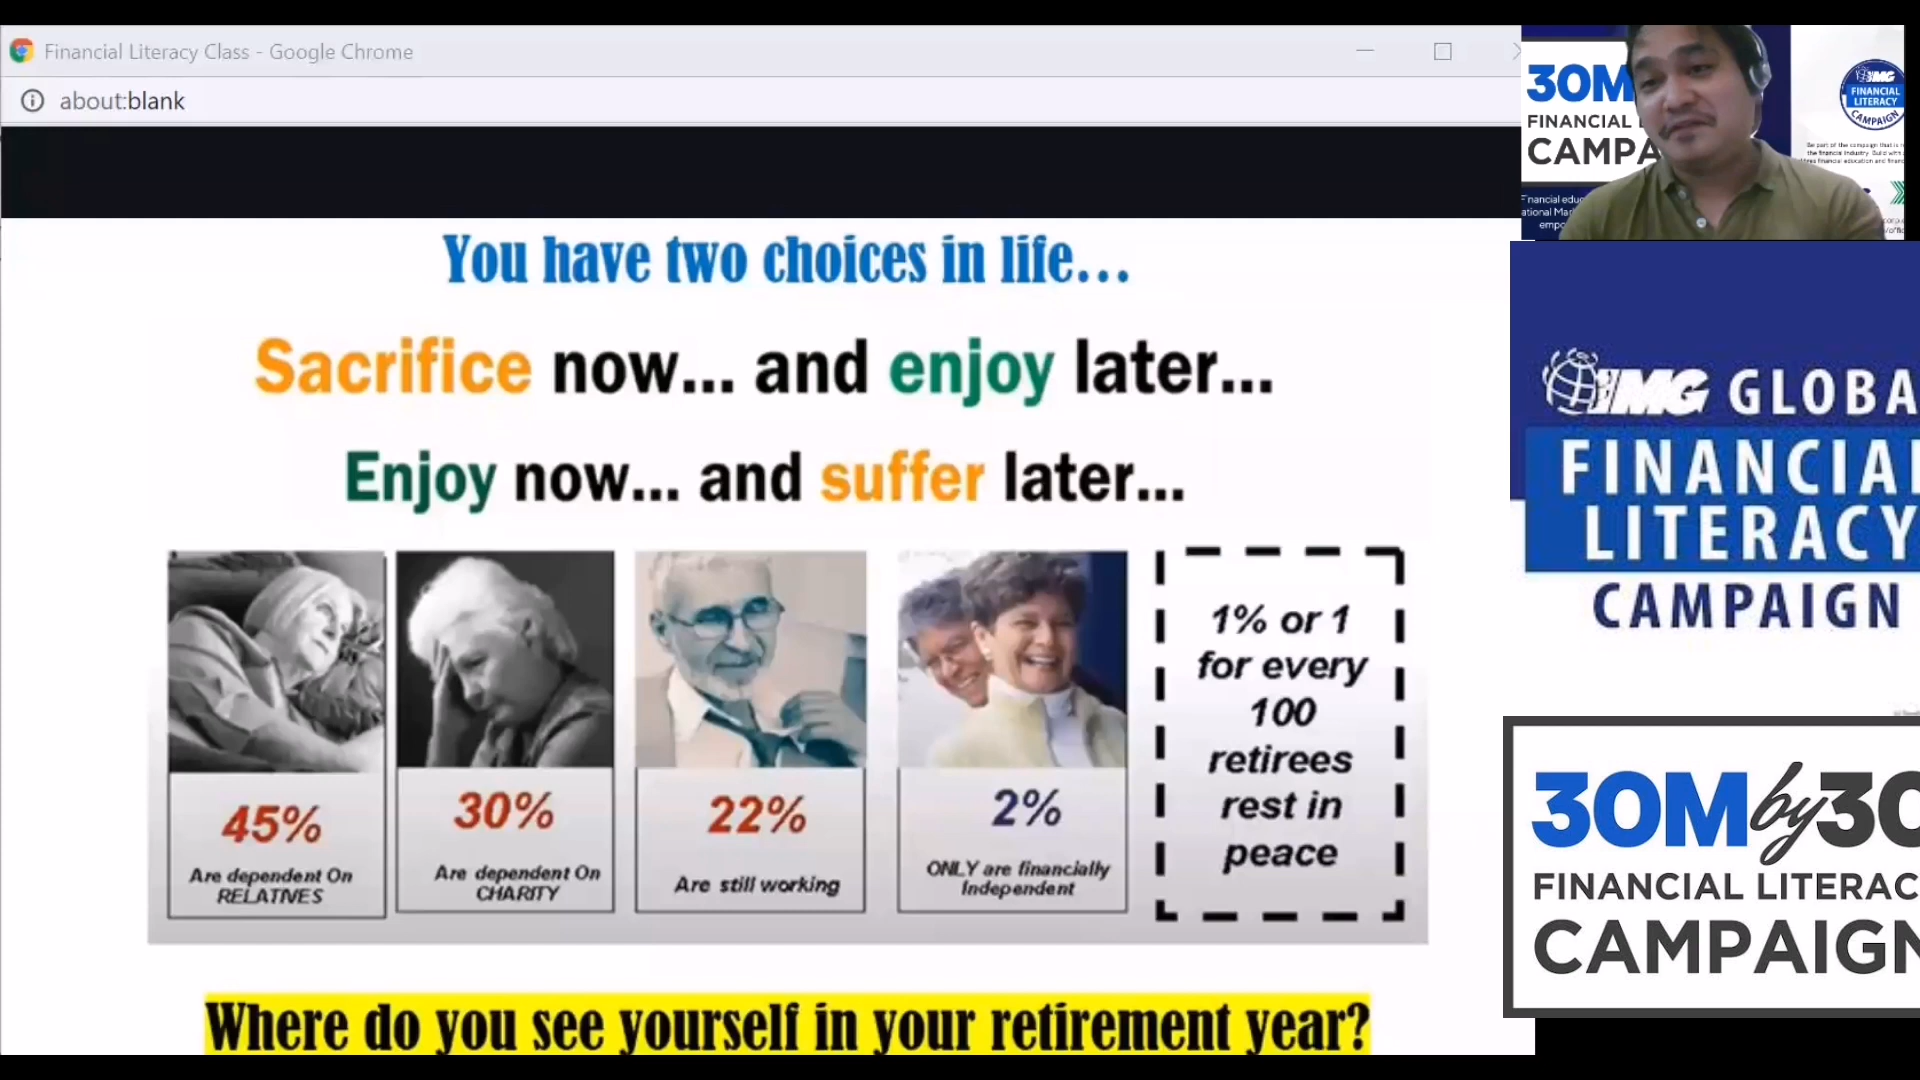 Financial Literacy Class - Google Chrome
about:blank
You have two choices in life...
Sacrifice now... and enjoy later...
Enjoy now... and suffer later...
45%
Are dependent On
RELATIVES
30%
Are dependent On
CHARITY
22%
Are still working
2%
ONLY are financially
Independent
1% or 1
for every
100
retirees
rest in
peace
Where do you see yourself in your retirement year?
30M
FINANCIAL
CAMPA
IMG
FINANCIAL
LITERACY
CAMPAIGN
IMG GLOBA
FINANCIAL
LITERACY
CAMPAIGN
30M by 30
FINANCIAL LITERAC
CAMPAIGN